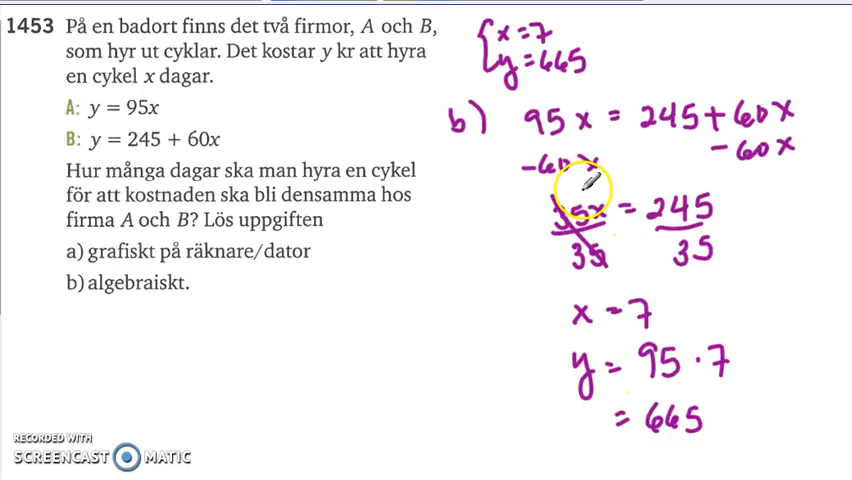 1453 På en badort finns det två firmor, A och B,
som hyr ut cyklar. Det kostar y kr att hyra
en cykel x dagar.
A: y = 95x
B: y = 245 + 60x
Hur många dagar ska man hyra en cykel
för att kostnaden ska bli densamma hos
firma A och B? Lös uppgiften
a) grafiskt på räknare/dator
b) algebraiskt.
{x = 7
y = 665
b) 95x = 245 + 60x
-60x -60x
35x = 245
35 35
x = 7
y = 95 · 7
= 665
RECORDED WITH
SCREENCAST MATIC